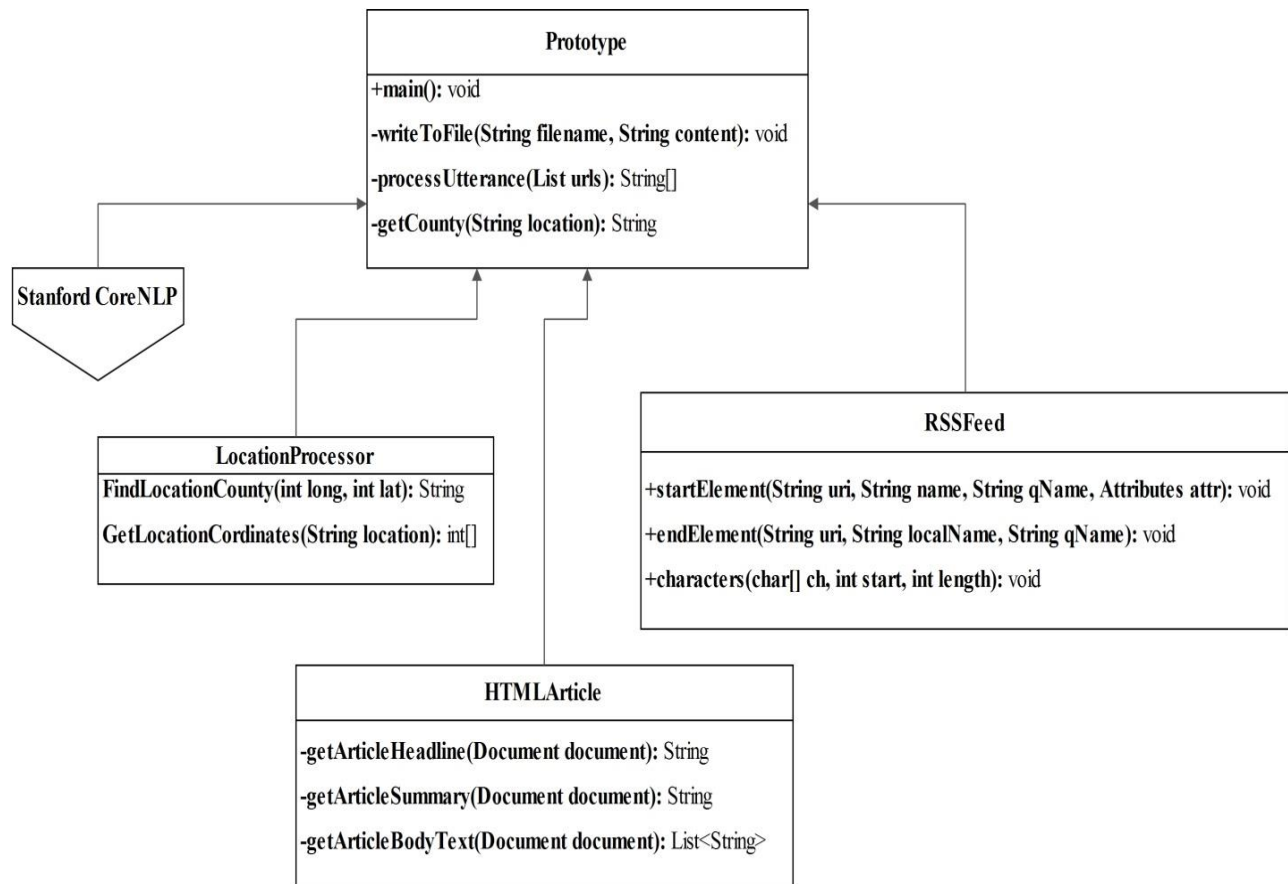 Prototype
+main(): void
-writeToFile(String filename, String content): void
-processUtterance(List urls): String[]
-getCounty(String location): String
Stanford CoreNLP
LocationProcessor
FindLocationCounty(int long, int lat): String
GetLocationCordinates(String location): int[]
RSSFeed
+startElement(String uri, String name, String qName, Attributes attr): void
+endElement(String uri, String localName, String qName): void
+characters(char[] ch, int start, int length): void
HTMLArticle
-getArticleHeadline(Document document): String
-getArticleSummary(Document document): String
-getArticleBodyText(Document document): List<String>